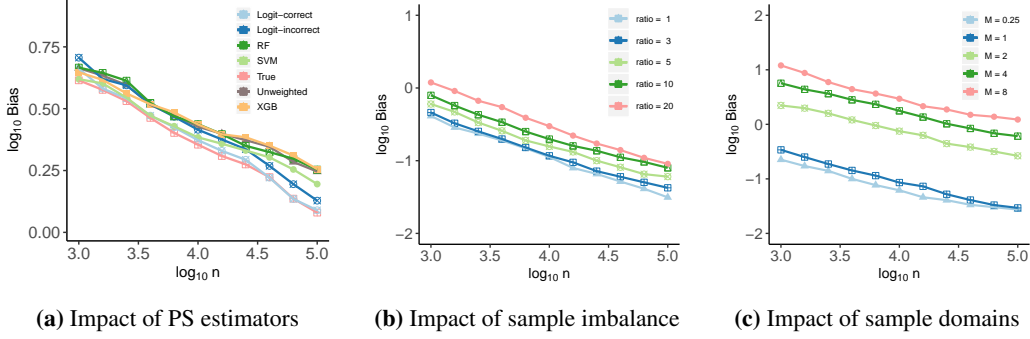 Logit-correct
Logit-incorrect
RF
SVM
True
Unweighted
XGB
0.75
0.50
0.25
0.00
log10 Bias
3.0 3.5 4.0 4.5 5.0
log10 n
(a) Impact of PS estimators
ratio = 1
ratio = 3
ratio = 5
ratio = 10
ratio = 20
1
0
−1
−2
log10 Bias
3.0 3.5 4.0 4.5 5.0
log10 n
(b) Impact of sample imbalance
M = 0.25
M = 1
M = 2
M = 4
M = 8
2
1
0
−1
−2
log10 Bias
3.0 3.5 4.0 4.5 5.0
log10 n
(c) Impact of sample domains